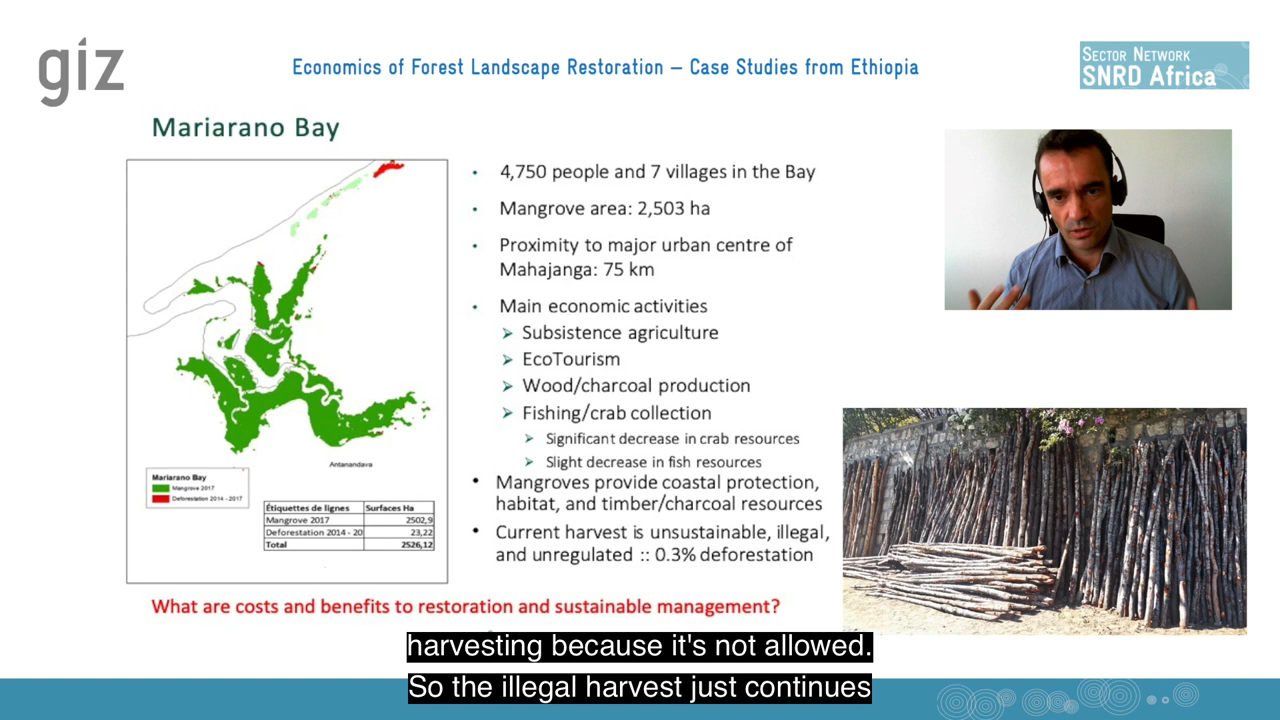 giz
Economics of Forest Landscape Restoration – Case Studies from Ethiopia
SECTOR NETWORK
SNRD Africa
Mariarano Bay
Antanandava
Mariarano Bay
Mangrove 2017
Deforestation 2014 - 2017
Étiquettes de lignes Surfaces Ha
Mangrove 2017 2502,9
Deforestation 2014 - 20 23,22
Total 2526,12
• 4,750 people and 7 villages in the Bay
• Mangrove area: 2,503 ha
• Proximity to major urban centre of
Mahajanga: 75 km
• Main economic activities
➢ Subsistence agriculture
➢ EcoTourism
➢ Wood/charcoal production
➢ Fishing/crab collection
➢ Significant decrease in crab resources
➢ Slight decrease in fish resources
• Mangroves provide coastal protection,
habitat, and timber/charcoal resources
• Current harvest is unsustainable, illegal,
and unregulated :: 0.3% deforestation
What are costs and benefits to restoration and sustainable management?
harvesting because it's not allowed.
So the illegal harvest just continues